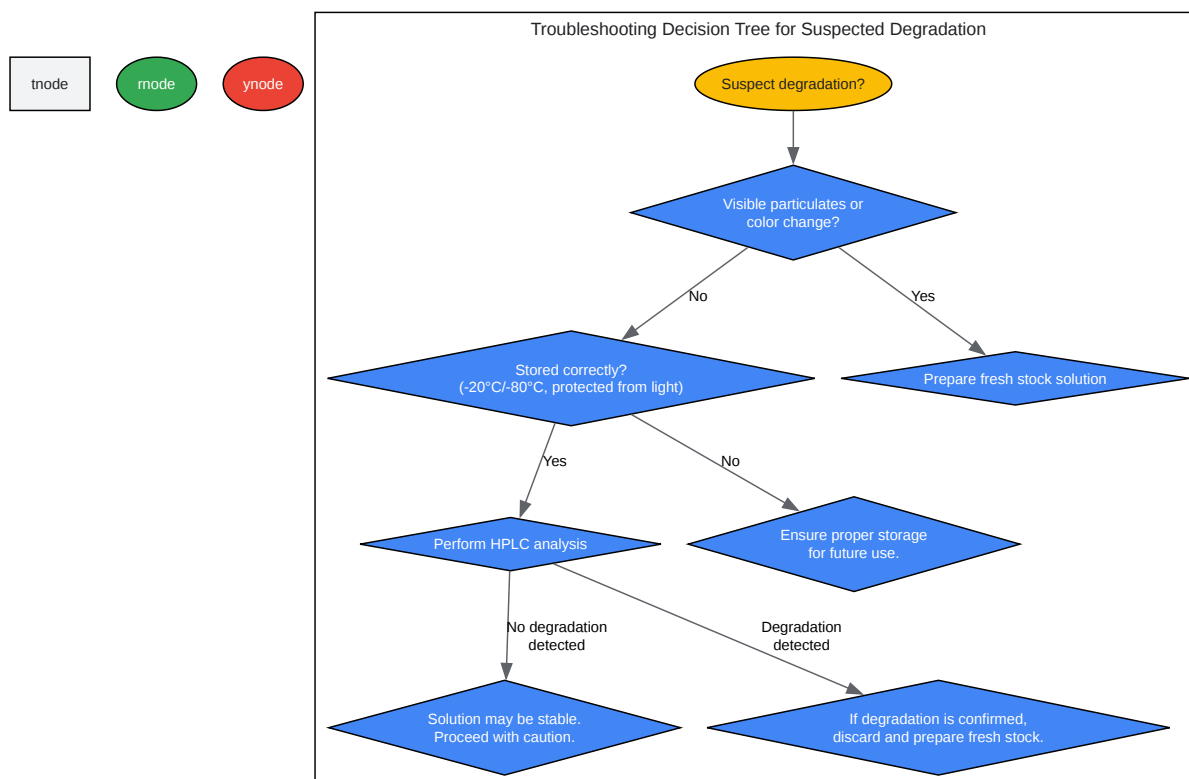 Troubleshooting Decision Tree for Suspected Degradation
tnode
rnode
ynode
Suspect degradation?
Visible particulates or
color change?
No
Yes
Stored correctly?
(-20°C/-80°C, protected from light)
Prepare fresh stock solution
Yes
No
Perform HPLC analysis
Ensure proper storage
for future use.
No degradation
detected
Degradation
detected
Solution may be stable.
Proceed with caution.
If degradation is confirmed,
discard and prepare fresh stock.